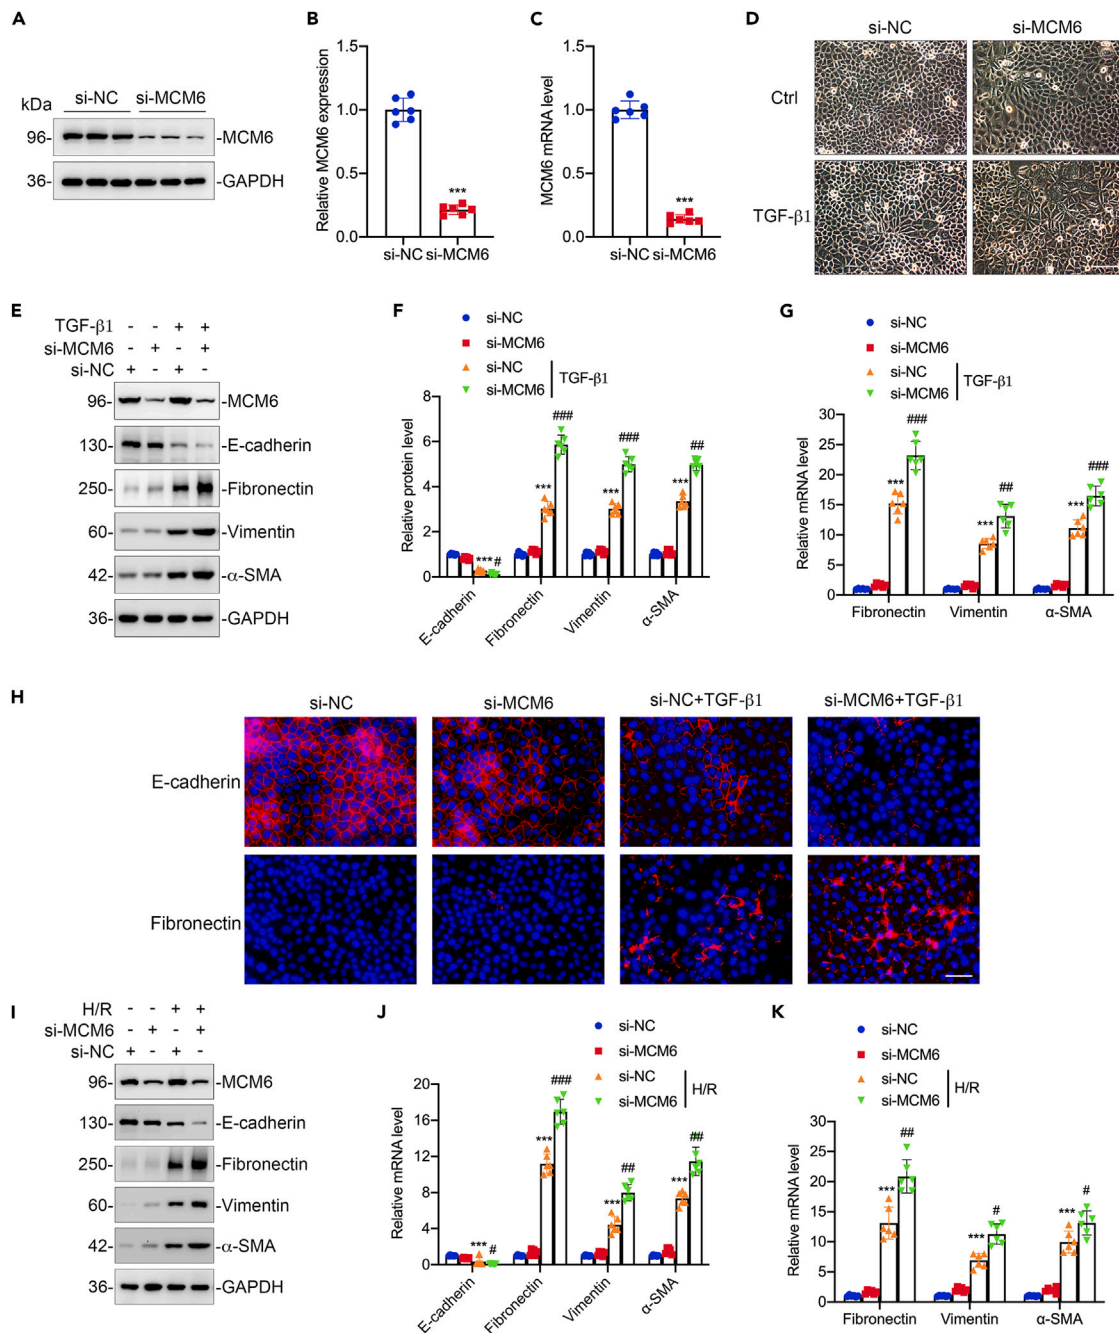 A
kDa
si-NC si-MCM6
96- -MCM6
36- -GAPDH
B
Relative MCM6 expression
1.5
1.0
0.5
0.0
***
si-NC si-MCM6
C
MCM6 mRNA level
1.5
1.0
0.5
0.0
***
si-NC si-MCM6
D
si-NC si-MCM6
Ctrl
TGF-β1
E
TGF-β1 - - + +
si-MCM6 - + - +
si-NC + - + -
96- -MCM6
130- -E-cadherin
250- -Fibronectin
60- -Vimentin
42- -α-SMA
36- -GAPDH
F
si-NC
si-MCM6
si-NC
si-MCM6
TGF-β1
Relative protein level
8
6
4
2
0
*** #
*** ###
*** ###
*** ##
E-cadherin
Fibronectin
Vimentin
α-SMA
G
si-NC
si-MCM6
si-NC
si-MCM6
TGF-β1
Relative mRNA level
30
25
20
15
10
5
0
*** ###
*** ##
*** ###
Fibronectin Vimentin α-SMA
H
si-NC si-MCM6 si-NC+TGF-β1 si-MCM6+TGF-β1
E-cadherin
Fibronectin
I
H/R - - + +
si-MCM6 - + - +
si-NC + - + -
96- -MCM6
130- -E-cadherin
250- -Fibronectin
60- -Vimentin
42- -α-SMA
36- -GAPDH
J
si-NC
si-MCM6
si-NC
si-MCM6
H/R
Relative mRNA level
20
16
12
8
4
0
*** #
*** ###
*** ##
*** ##
E-cadherin
Fibronectin
Vimentin
α-SMA
K
si-NC
si-MCM6
si-NC
si-MCM6
H/R
Relative mRNA level
30
25
20
15
10
5
0
*** ##
*** #
*** #
Fibronectin Vimentin α-SMA